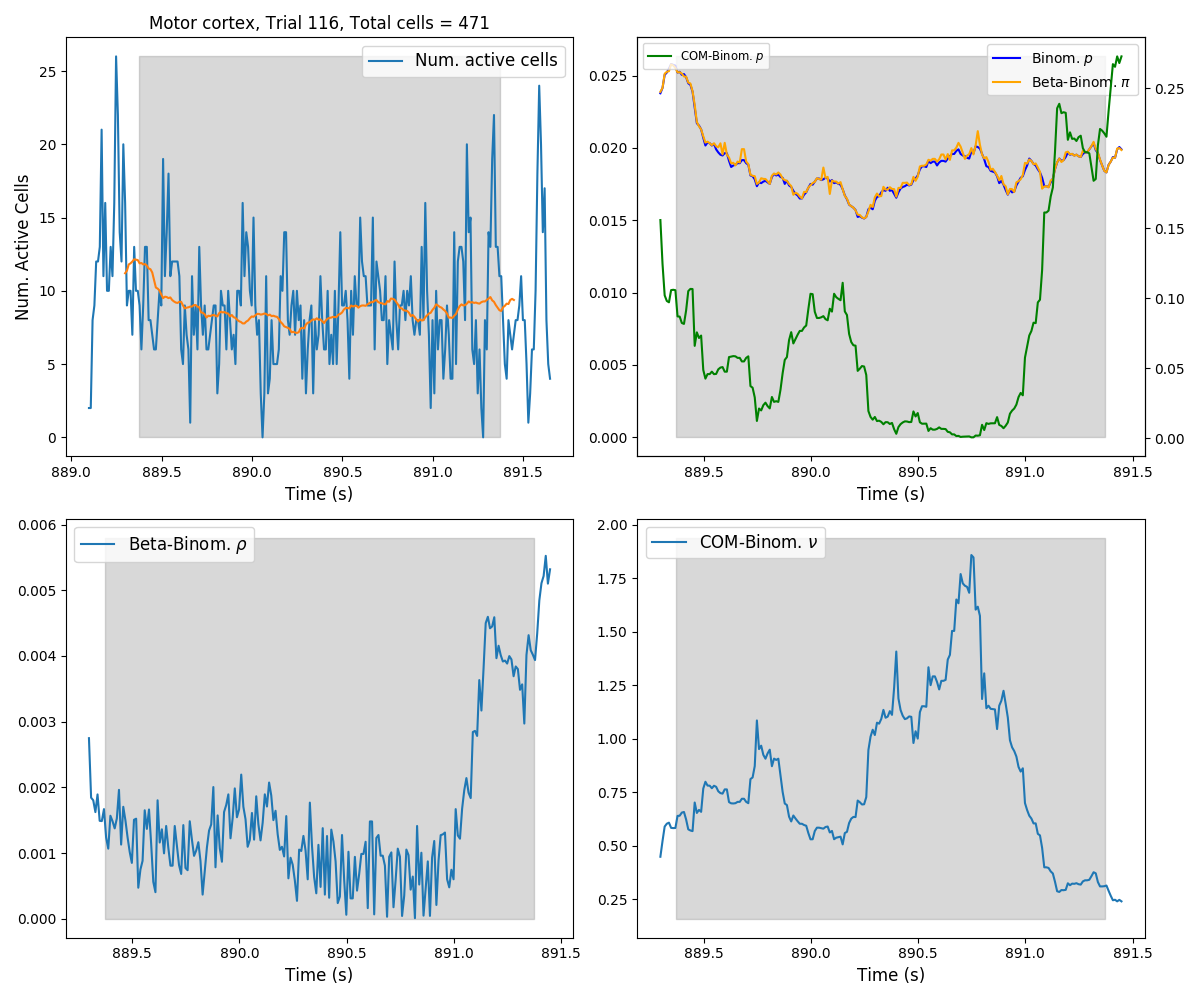 Motor cortex, Trial 116, Total cells = 471
Num. active cells
Num. Active Cells
25
20
15
10
5
0
889.0 889.5 890.0 890.5 891.0 891.5
Time (s)
COM-Binom. p
Binom. p
Beta-Binom. π
0.025
0.020
0.015
0.010
0.005
0.000
0.25
0.20
0.15
0.10
0.05
0.00
889.5 890.0 890.5 891.0 891.5
Time (s)
Beta-Binom. ρ
0.006
0.005
0.004
0.003
0.002
0.001
0.000
889.5 890.0 890.5 891.0 891.5
Time (s)
COM-Binom. ν
2.00
1.75
1.50
1.25
1.00
0.75
0.50
0.25
889.5 890.0 890.5 891.0 891.5
Time (s)